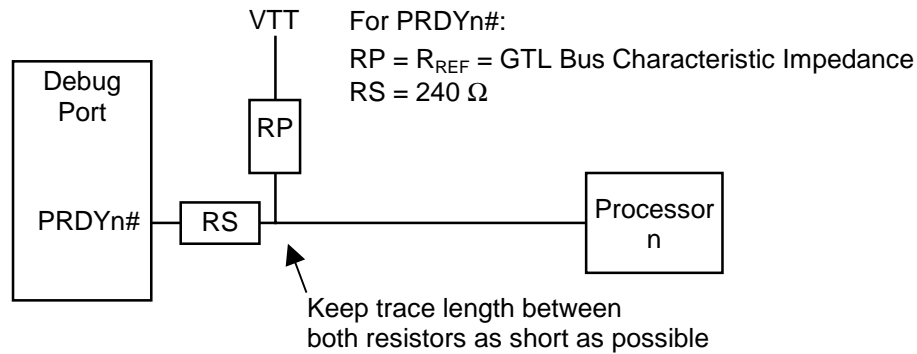 VTT
For PRDYn#:
RP = RREF = GTL Bus Characteristic Impedance
RS = 240 Ω
Debug
Port
RP
PRDYn#
RS
Processor
n
Keep trace length between
both resistors as short as possible